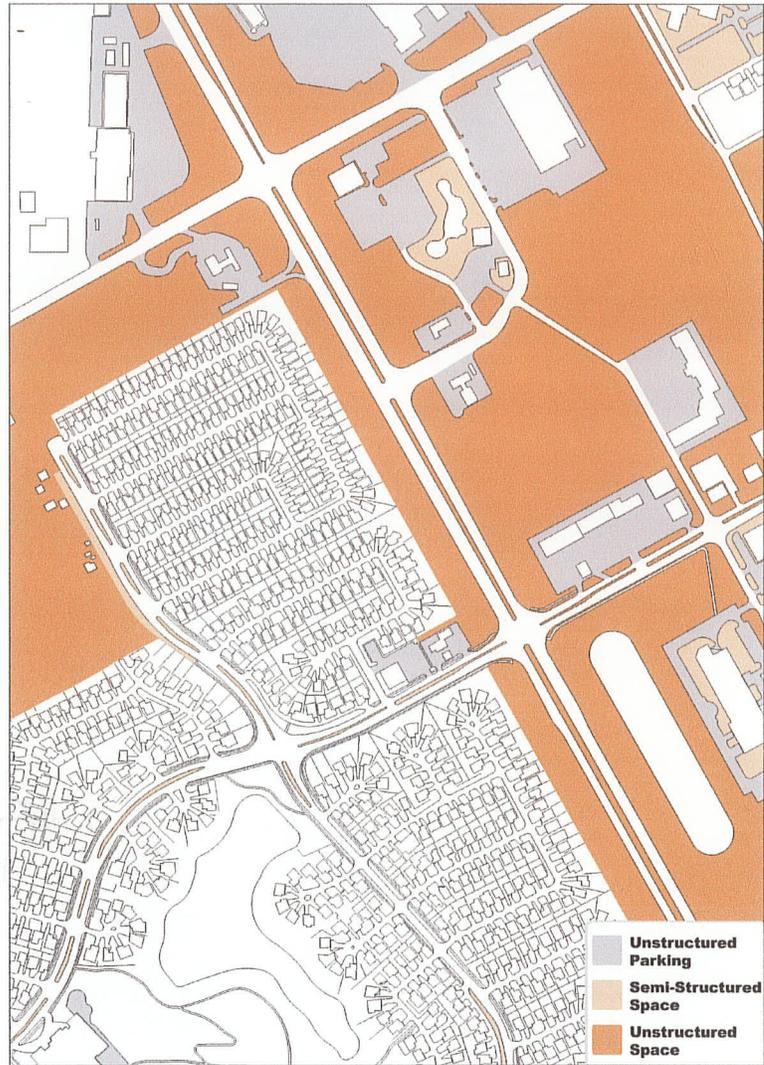 Unstructured
Parking
Semi-Structured
Space
Unstructured
Space